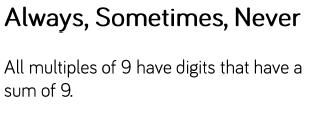 Always, Sometimes, Never
All multiples of 9 have digits that have a
sum of 9.